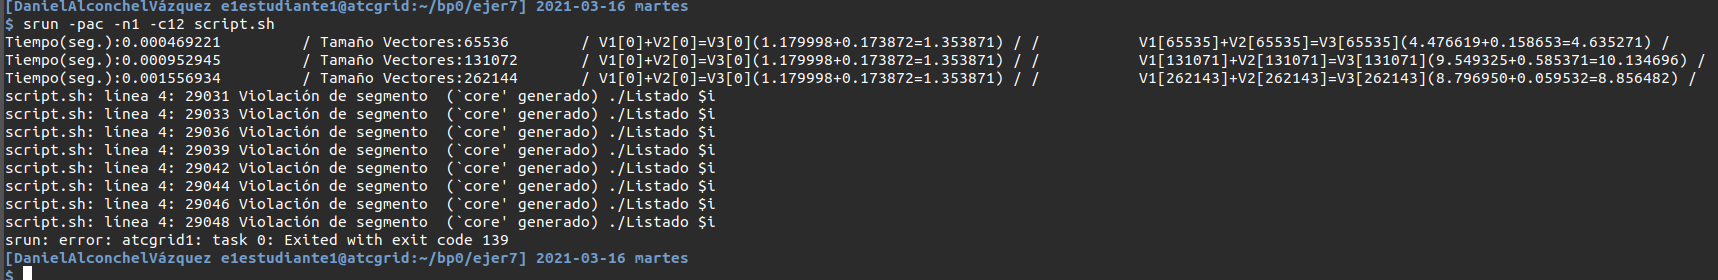 [DanielAlconchelVázquez e1estudiante1@atcgrid:~/bp0/ejer7] 2021-03-16 martes
$ srun -pac -n1 -c12 script.sh
Tiempo(seg.):0.000469221 / Tamaño Vectores:65536 / V1[0]+V2[0]=V3[0](1.179998+0.173872=1.353871) / / V1[65535]+V2[65535]=V3[65535](4.476619+0.158653=4.635271) /
Tiempo(seg.):0.000952945 / Tamaño Vectores:131072 / V1[0]+V2[0]=V3[0](1.179998+0.173872=1.353871) / / V1[131071]+V2[131071]=V3[131071](9.549325+0.585371=10.134696) /
Tiempo(seg.):0.001556934 / Tamaño Vectores:262144 / V1[0]+V2[0]=V3[0](1.179998+0.173872=1.353871) / / V1[262143]+V2[262143]=V3[262143](8.796950+0.059532=8.856482) /
script.sh: línea 4: 29031 Violación de segmento  (`core' generado) ./Listado $i
script.sh: línea 4: 29033 Violación de segmento  (`core' generado) ./Listado $i
script.sh: línea 4: 29036 Violación de segmento  (`core' generado) ./Listado $i
script.sh: línea 4: 29039 Violación de segmento  (`core' generado) ./Listado $i
script.sh: línea 4: 29042 Violación de segmento  (`core' generado) ./Listado $i
script.sh: línea 4: 29044 Violación de segmento  (`core' generado) ./Listado $i
script.sh: línea 4: 29046 Violación de segmento  (`core' generado) ./Listado $i
script.sh: línea 4: 29048 Violación de segmento  (`core' generado) ./Listado $i
srun: error: atcgrid1: task 0: Exited with exit code 139
[DanielAlconchelVázquez e1estudiante1@atcgrid:~/bp0/ejer7] 2021-03-16 martes
$